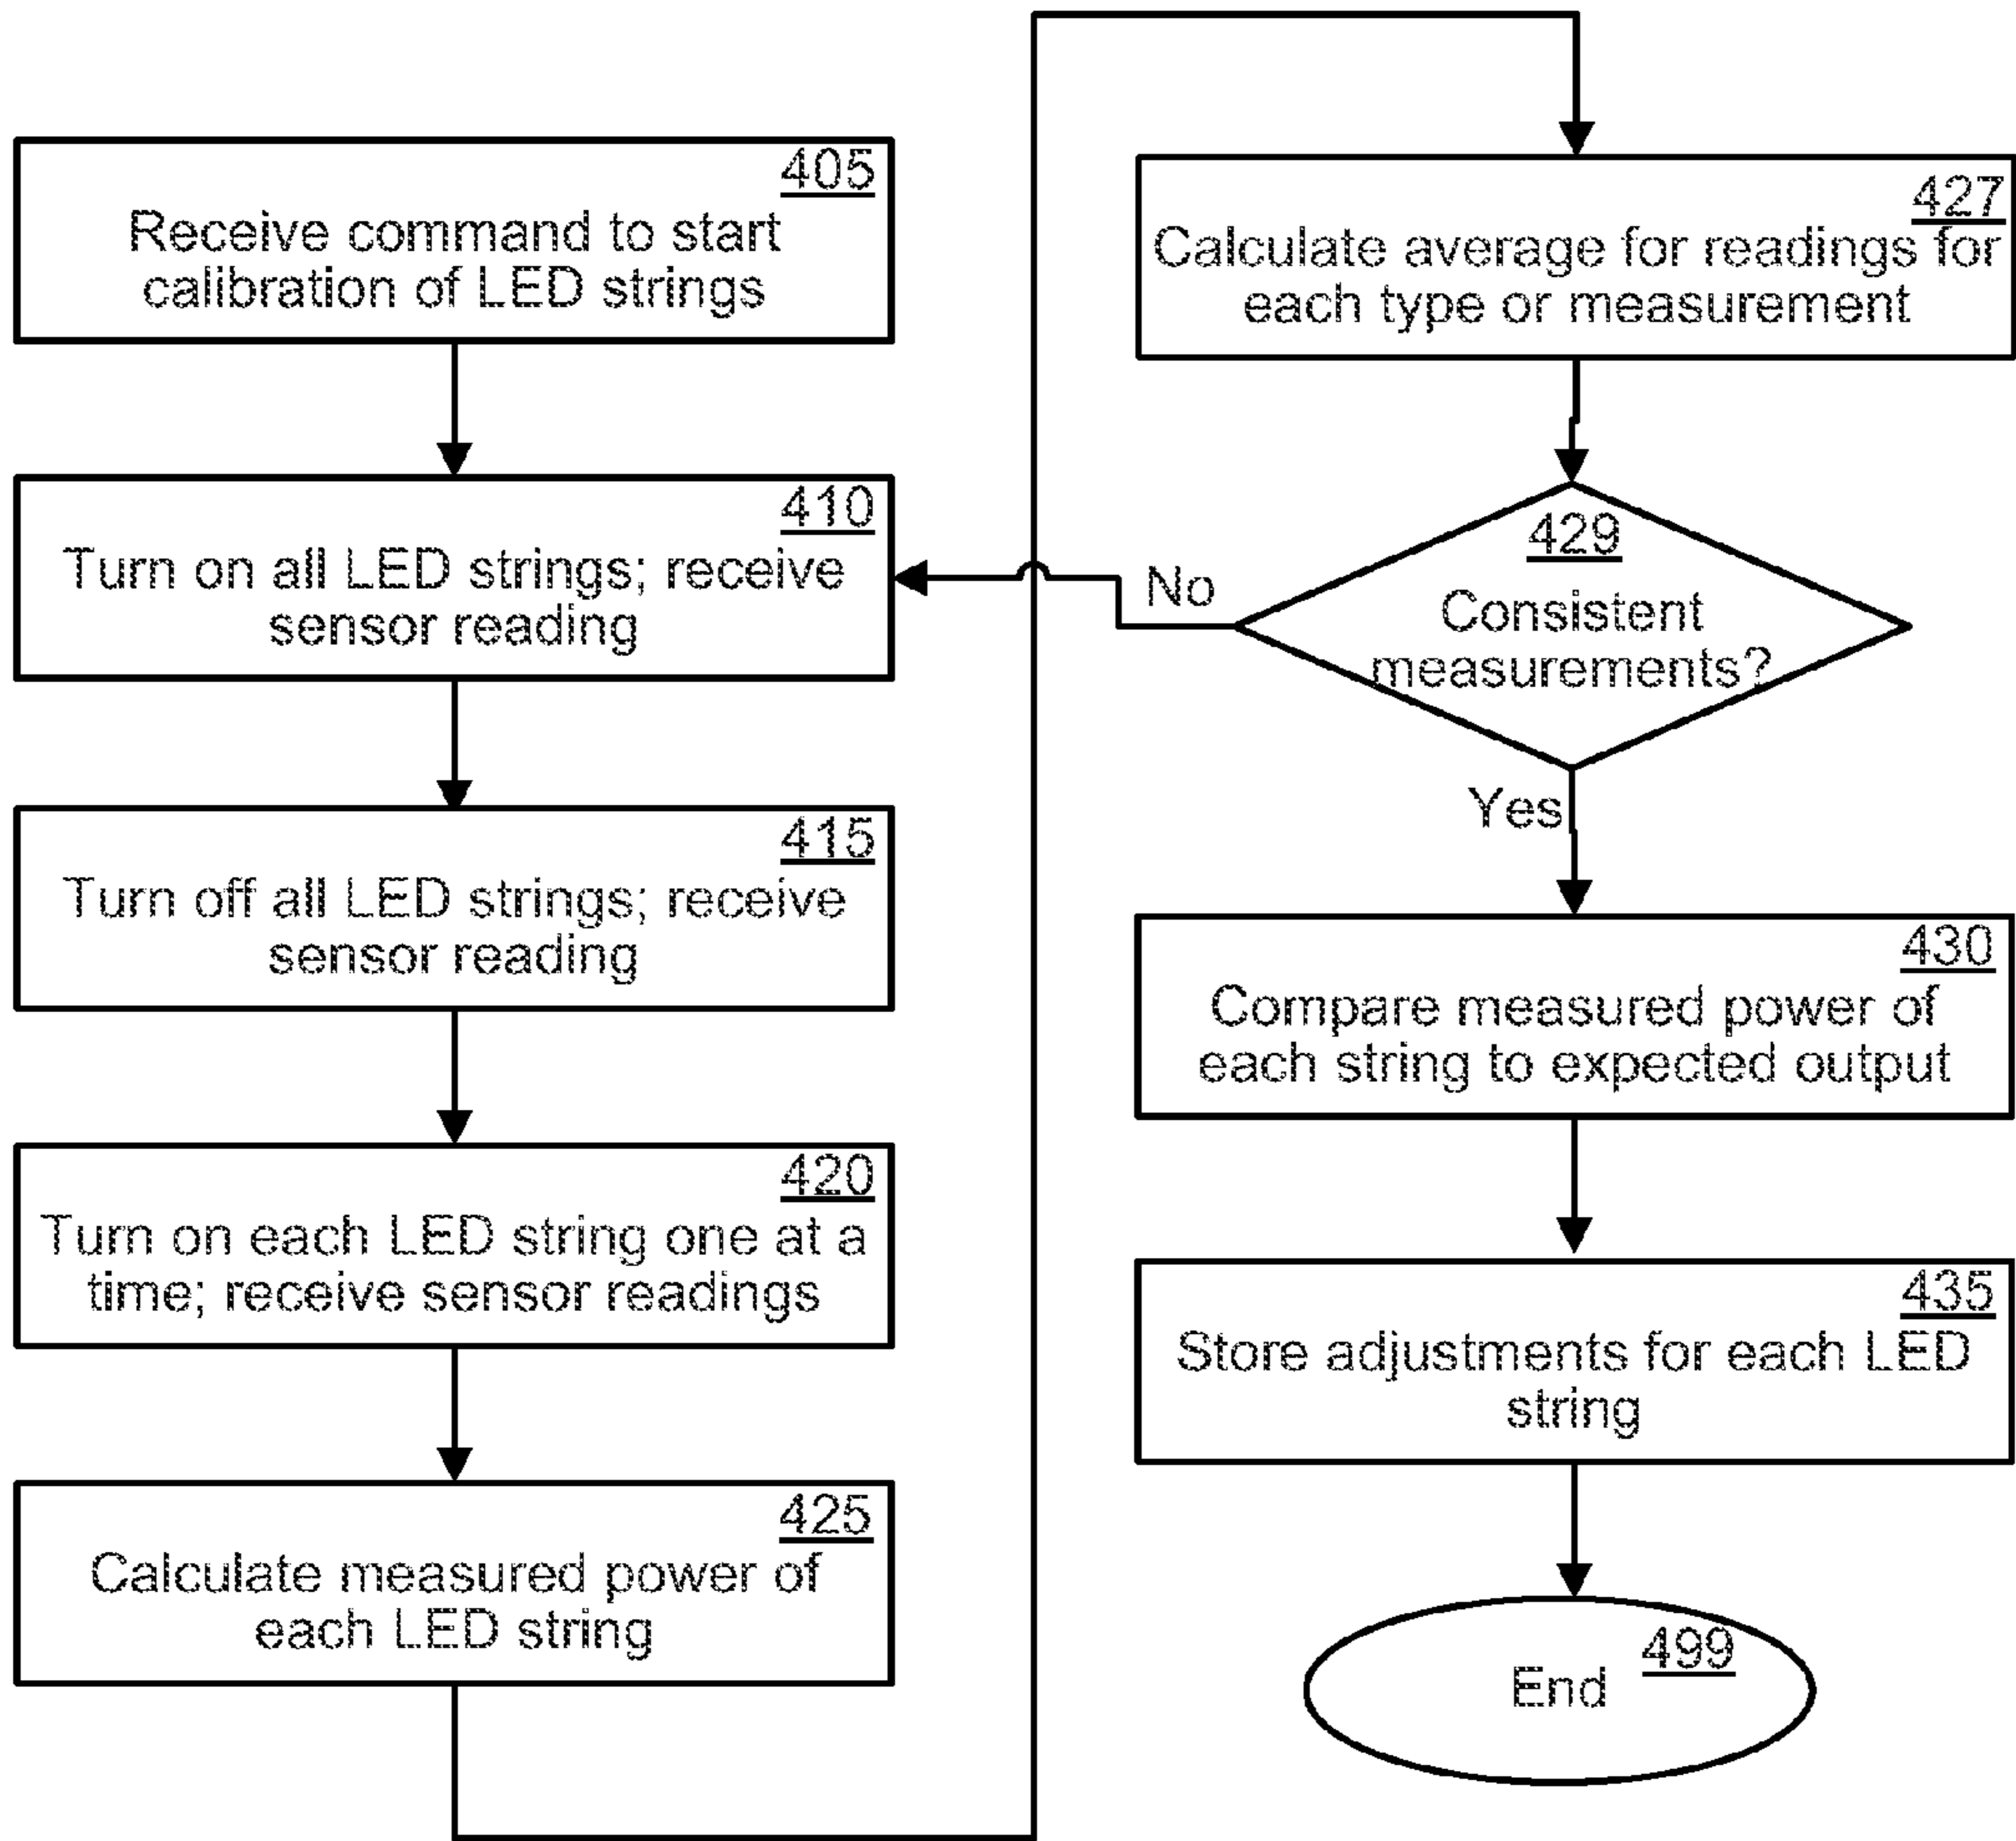 405
Receive command to start
calibration of LED strings
410
Turn on all LED strings; receive
sensor reading
415
Turn off all LED strings; receive
sensor reading
420
Turn on each LED string one at a
time; receive sensor readings
425
Calculate measured power of
each LED string
427
Calculate average for readings for
each type or measurement
429
Consistent
measurements?
No
Yes
430
Compare measured power of
each string to expected output
435
Store adjustments for each LED
string
499
End